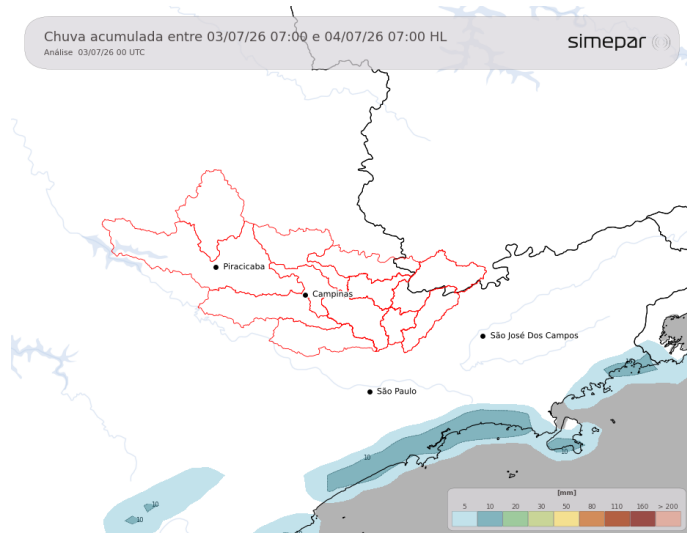 Chuva acumulada entre 03/07/26 07:00 e 04/07/26 07:00 HL
Análise 03/07/26 00 UTC
simepar
Piracicaba
Campinas
São José Dos Campos
São Paulo
10
10
10
10
10
10
[mm]
5 10 20 30 50 80 110 160 > 200